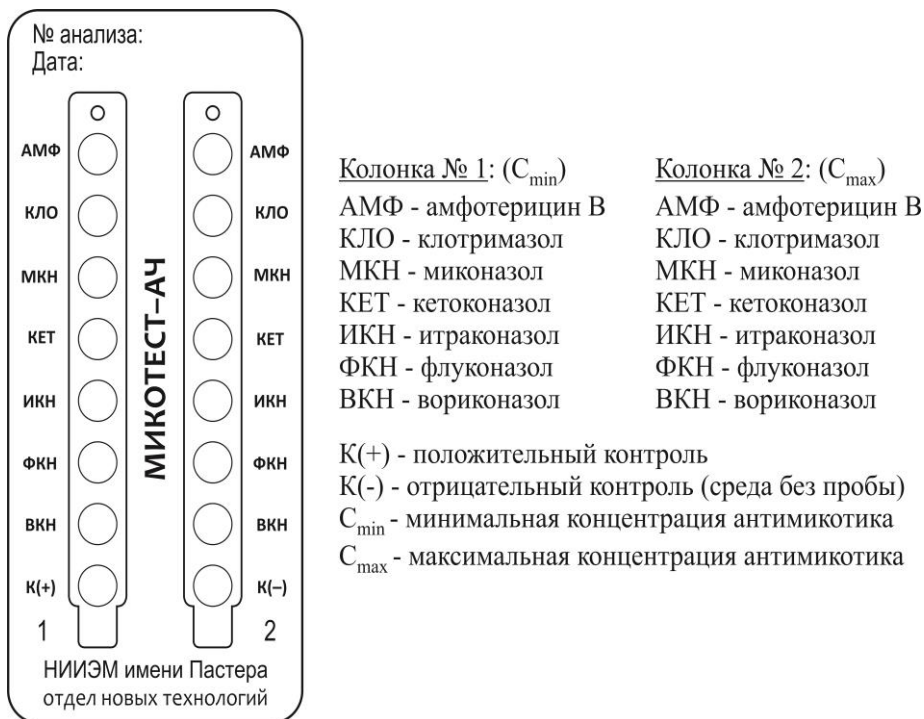 № анализа:
Дата:
АМФ
КЛО
МКН
КЕТ
ИКН
ФКН
ВКН
К(+)
1
МИКОТЕСТ–АЧ
АМФ
КЛО
МКН
КЕТ
ИКН
ФКН
ВКН
К(–)
2
НИИЭМ имени Пастера
отдел новых технологий
Колонка № 1: (Cmin)
АМФ - амфотерицин В
КЛО - клотримазол
МКН - миконазол
КЕТ - кетоконазол
ИКН - итраконазол
ФКН - флуконазол
ВКН - вориконазол
Колонка № 2: (Cmax)
АМФ - амфотерицин В
КЛО - клотримазол
МКН - миконазол
КЕТ - кетоконазол
ИКН - итраконазол
ФКН - флуконазол
ВКН - вориконазол
К(+) - положительный контроль
К(-) - отрицательный контроль (среда без пробы)
Cmin - минимальная концентрация антимикотика
Cmax - максимальная концентрация антимикотика